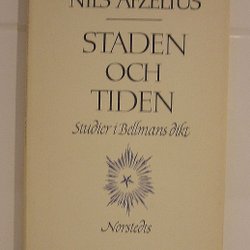 NILS AFZELIUS
STADEN
OCH
TIDEN
Studier i Bellmans dikt
Norstedts